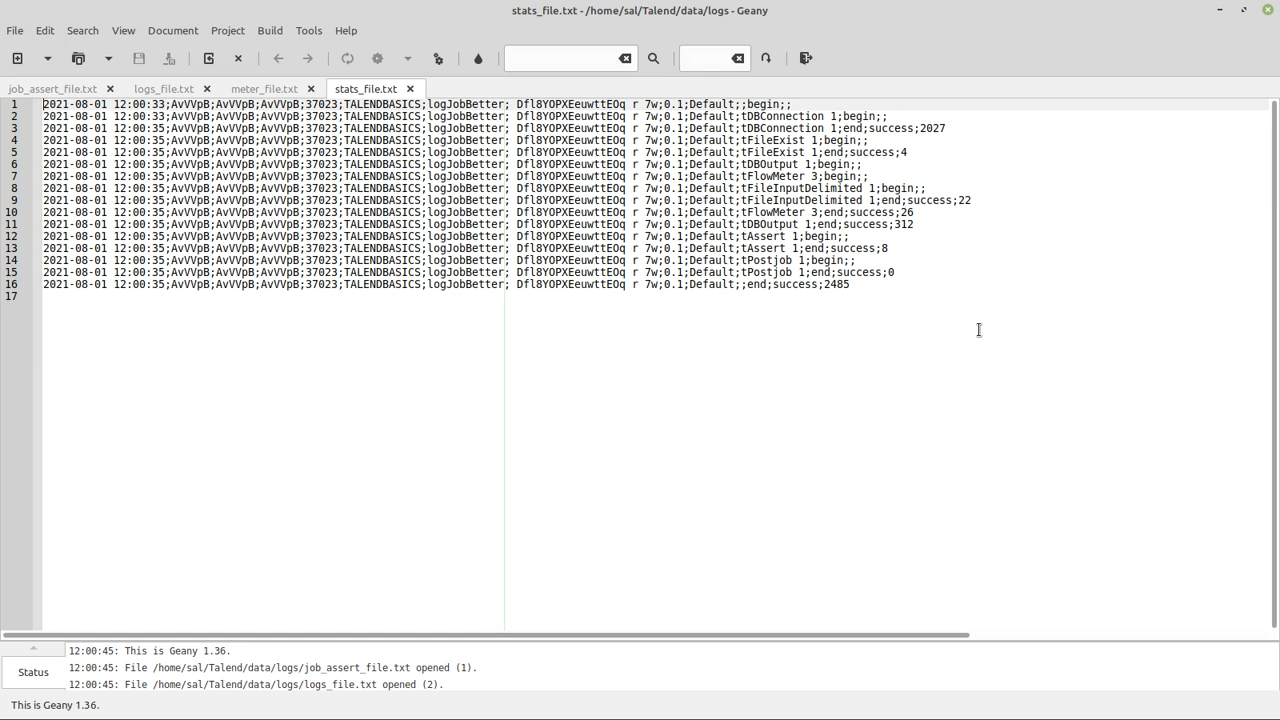 stats_file.txt - /home/sal/Talend/data/logs - Geany
File Edit Search View Document Project Build Tools Help
job_assert_file.txt logs_file.txt meter_file.txt stats_file.txt
1 2021-08-01 12:00:33;AvVVpB;AvVVpB;AvVVpB;37023;TALENDBASICS;logJobBetter; Dfl8YOPXEeuwttEOq r 7w;0.1;Default;;begin;;
2 2021-08-01 12:00:33;AvVVpB;AvVVpB;AvVVpB;37023;TALENDBASICS;logJobBetter; Dfl8YOPXEeuwttEOq r 7w;0.1;Default;tDBConnection 1;begin;;
3 2021-08-01 12:00:35;AvVVpB;AvVVpB;AvVVpB;37023;TALENDBASICS;logJobBetter; Dfl8YOPXEeuwttEOq r 7w;0.1;Default;tDBConnection 1;end;success;2027
4 2021-08-01 12:00:35;AvVVpB;AvVVpB;AvVVpB;37023;TALENDBASICS;logJobBetter; Dfl8YOPXEeuwttEOq r 7w;0.1;Default;tFileExist 1;begin;;
5 2021-08-01 12:00:35;AvVVpB;AvVVpB;AvVVpB;37023;TALENDBASICS;logJobBetter; Dfl8YOPXEeuwttEOq r 7w;0.1;Default;tFileExist 1;end;success;4
6 2021-08-01 12:00:35;AvVVpB;AvVVpB;AvVVpB;37023;TALENDBASICS;logJobBetter; Dfl8YOPXEeuwttEOq r 7w;0.1;Default;tDBOutput 1;begin;;
7 2021-08-01 12:00:35;AvVVpB;AvVVpB;AvVVpB;37023;TALENDBASICS;logJobBetter; Dfl8YOPXEeuwttEOq r 7w;0.1;Default;tFlowMeter 3;begin;;
8 2021-08-01 12:00:35;AvVVpB;AvVVpB;AvVVpB;37023;TALENDBASICS;logJobBetter; Dfl8YOPXEeuwttEOq r 7w;0.1;Default;tFileInputDelimited 1;begin;;
9 2021-08-01 12:00:35;AvVVpB;AvVVpB;AvVVpB;37023;TALENDBASICS;logJobBetter; Dfl8YOPXEeuwttEOq r 7w;0.1;Default;tFileInputDelimited 1;end;success;22
10 2021-08-01 12:00:35;AvVVpB;AvVVpB;AvVVpB;37023;TALENDBASICS;logJobBetter; Dfl8YOPXEeuwttEOq r 7w;0.1;Default;tFlowMeter 3;end;success;26
11 2021-08-01 12:00:35;AvVVpB;AvVVpB;AvVVpB;37023;TALENDBASICS;logJobBetter; Dfl8YOPXEeuwttEOq r 7w;0.1;Default;tDBOutput 1;end;success;312
12 2021-08-01 12:00:35;AvVVpB;AvVVpB;AvVVpB;37023;TALENDBASICS;logJobBetter; Dfl8YOPXEeuwttEOq r 7w;0.1;Default;tAssert 1;begin;;
13 2021-08-01 12:00:35;AvVVpB;AvVVpB;AvVVpB;37023;TALENDBASICS;logJobBetter; Dfl8YOPXEeuwttEOq r 7w;0.1;Default;tAssert 1;end;success;8
14 2021-08-01 12:00:35;AvVVpB;AvVVpB;AvVVpB;37023;TALENDBASICS;logJobBetter; Dfl8YOPXEeuwttEOq r 7w;0.1;Default;tPostjob 1;begin;;
15 2021-08-01 12:00:35;AvVVpB;AvVVpB;AvVVpB;37023;TALENDBASICS;logJobBetter; Dfl8YOPXEeuwttEOq r 7w;0.1;Default;tPostjob 1;end;success;0
16 2021-08-01 12:00:35;AvVVpB;AvVVpB;AvVVpB;37023;TALENDBASICS;logJobBetter; Dfl8YOPXEeuwttEOq r 7w;0.1;Default;;end;success;2485
17
12:00:45: This is Geany 1.36.
Status 12:00:45: File /home/sal/Talend/data/logs/job_assert_file.txt opened (1).
12:00:45: File /home/sal/Talend/data/logs/logs_file.txt opened (2).
This is Geany 1.36.